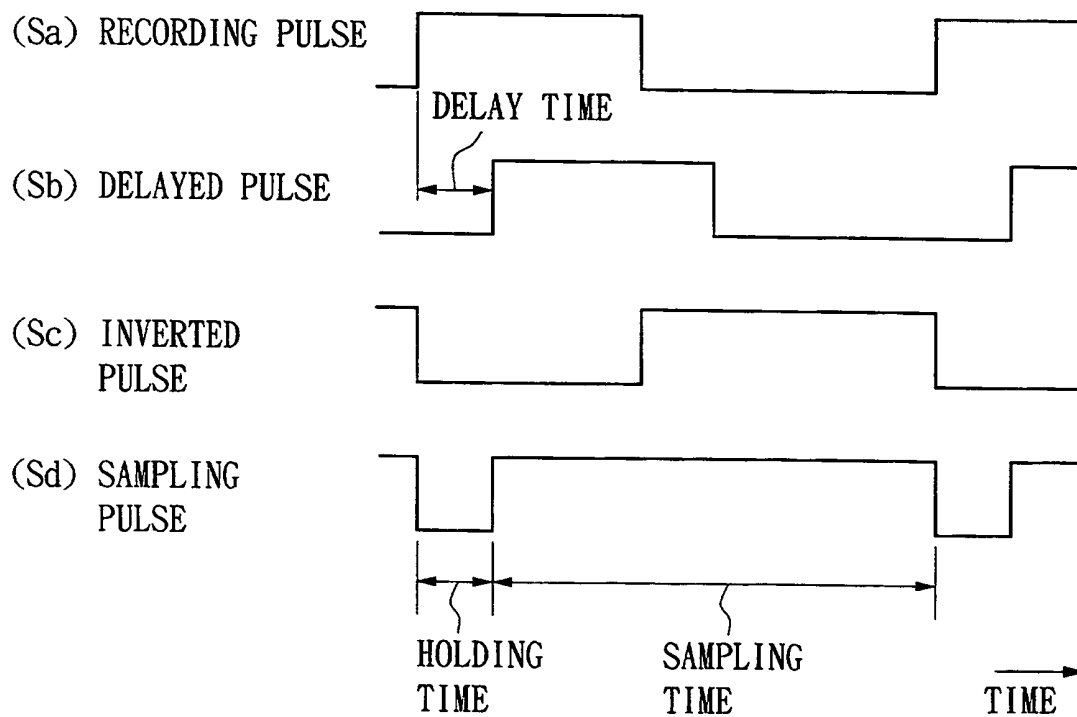 (Sa) RECORDING PULSE
DELAY TIME
(Sb) DELAYED PULSE
(Sc) INVERTED
PULSE
(Sd) SAMPLING
PULSE
HOLDING
TIME
SAMPLING
TIME
TIME